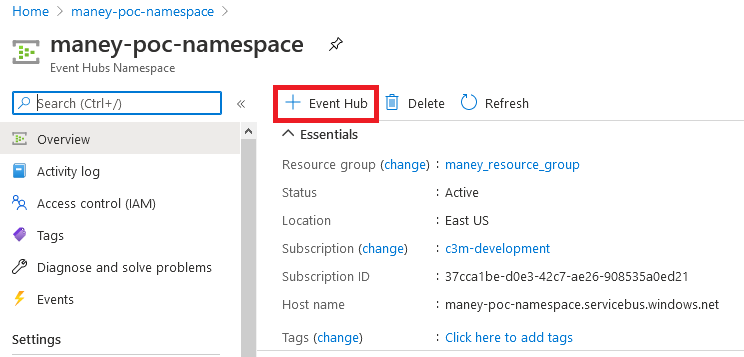 Home > maney-poc-namespace >
maney-poc-namespace
Event Hubs Namespace
Search (Ctrl+/)
«
+ Event Hub Delete Refresh
Overview
Activity log
Access control (IAM)
Tags
Diagnose and solve problems
Events
Settings
Essentials
Resource group (change) : maney_resource_group
Status : Active
Location : East US
Subscription (change) : c3m-development
Subscription ID : 37cca1be-d0e3-42c7-ae26-908535a0ed21
Host name : maney-poc-namespace.servicebus.windows.net
Tags (change) : Click here to add tags